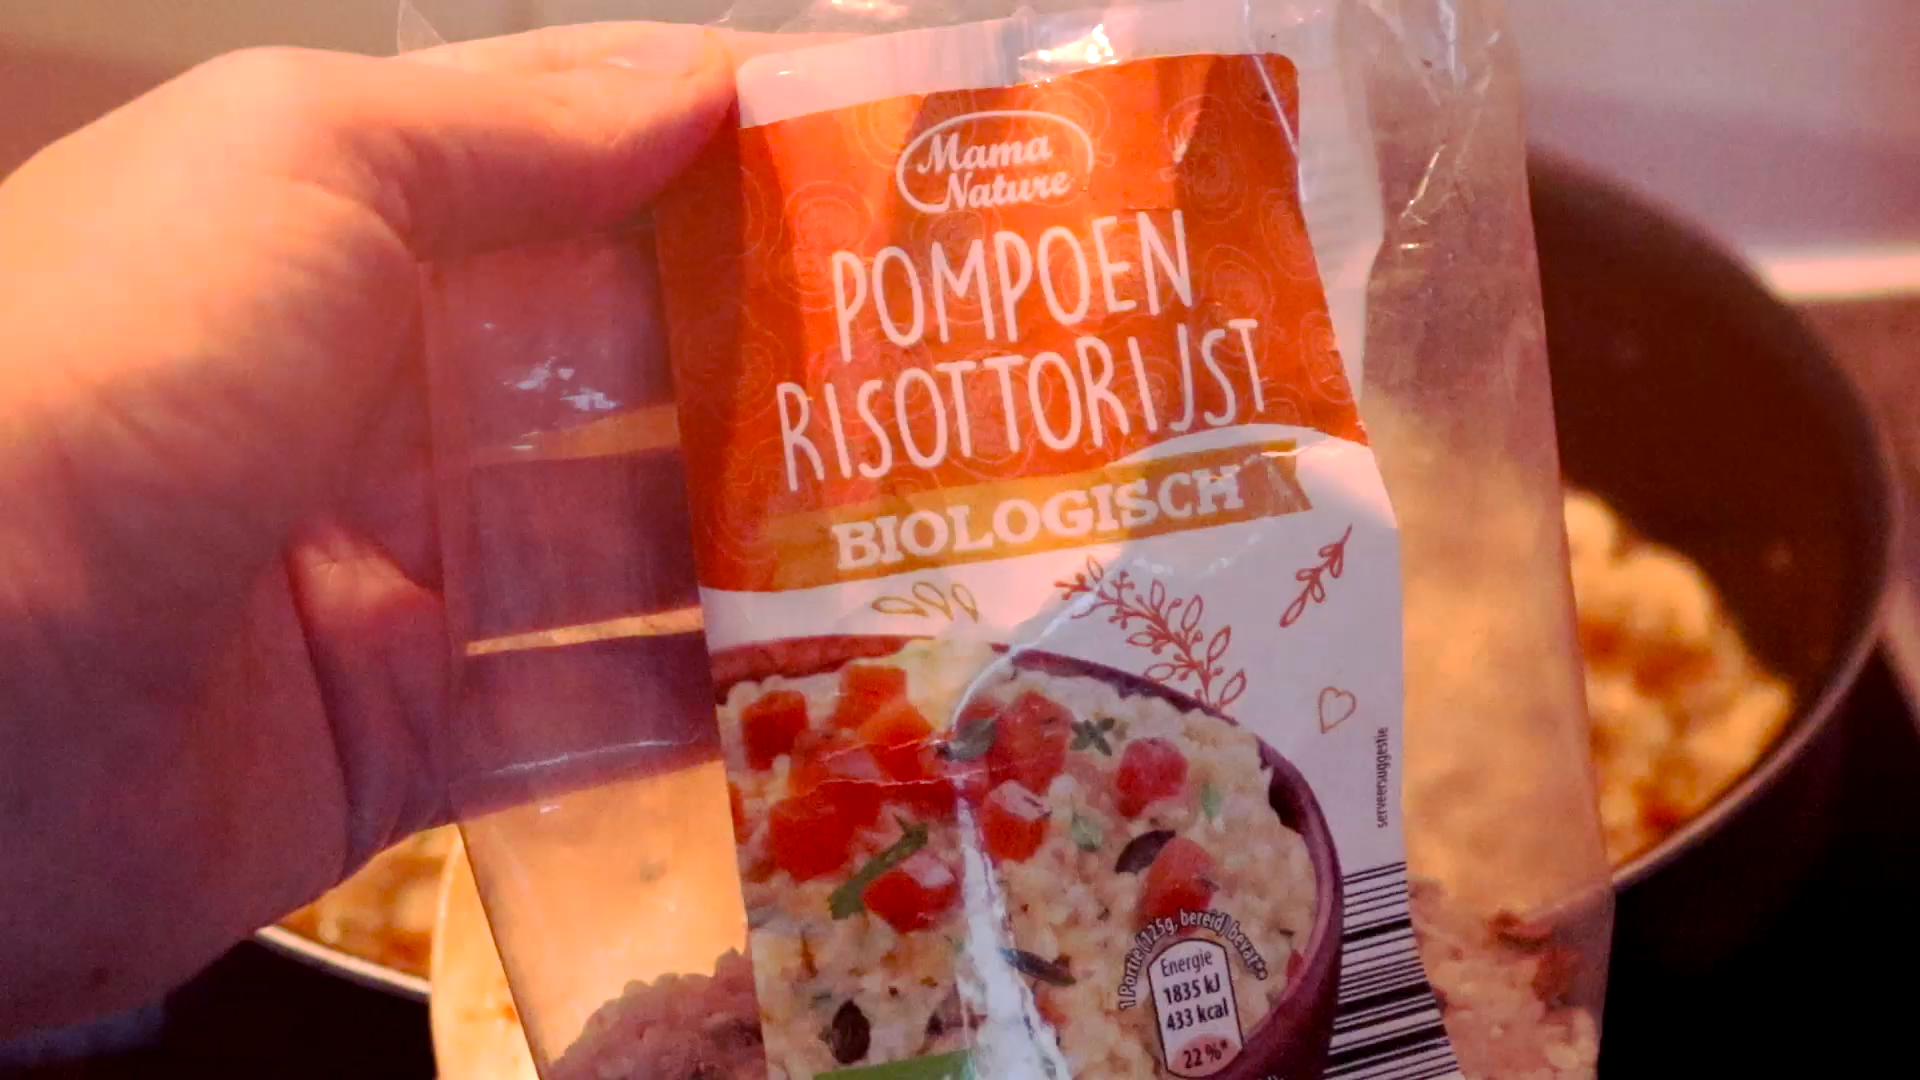 Mama
Nature
POMPOEN
RISOTTORIJST
BIOLOGISCH
serveersuggestie
1 Portie (125g, bereid) bevat**
Energie
1835 kJ
433 kcal
22%*